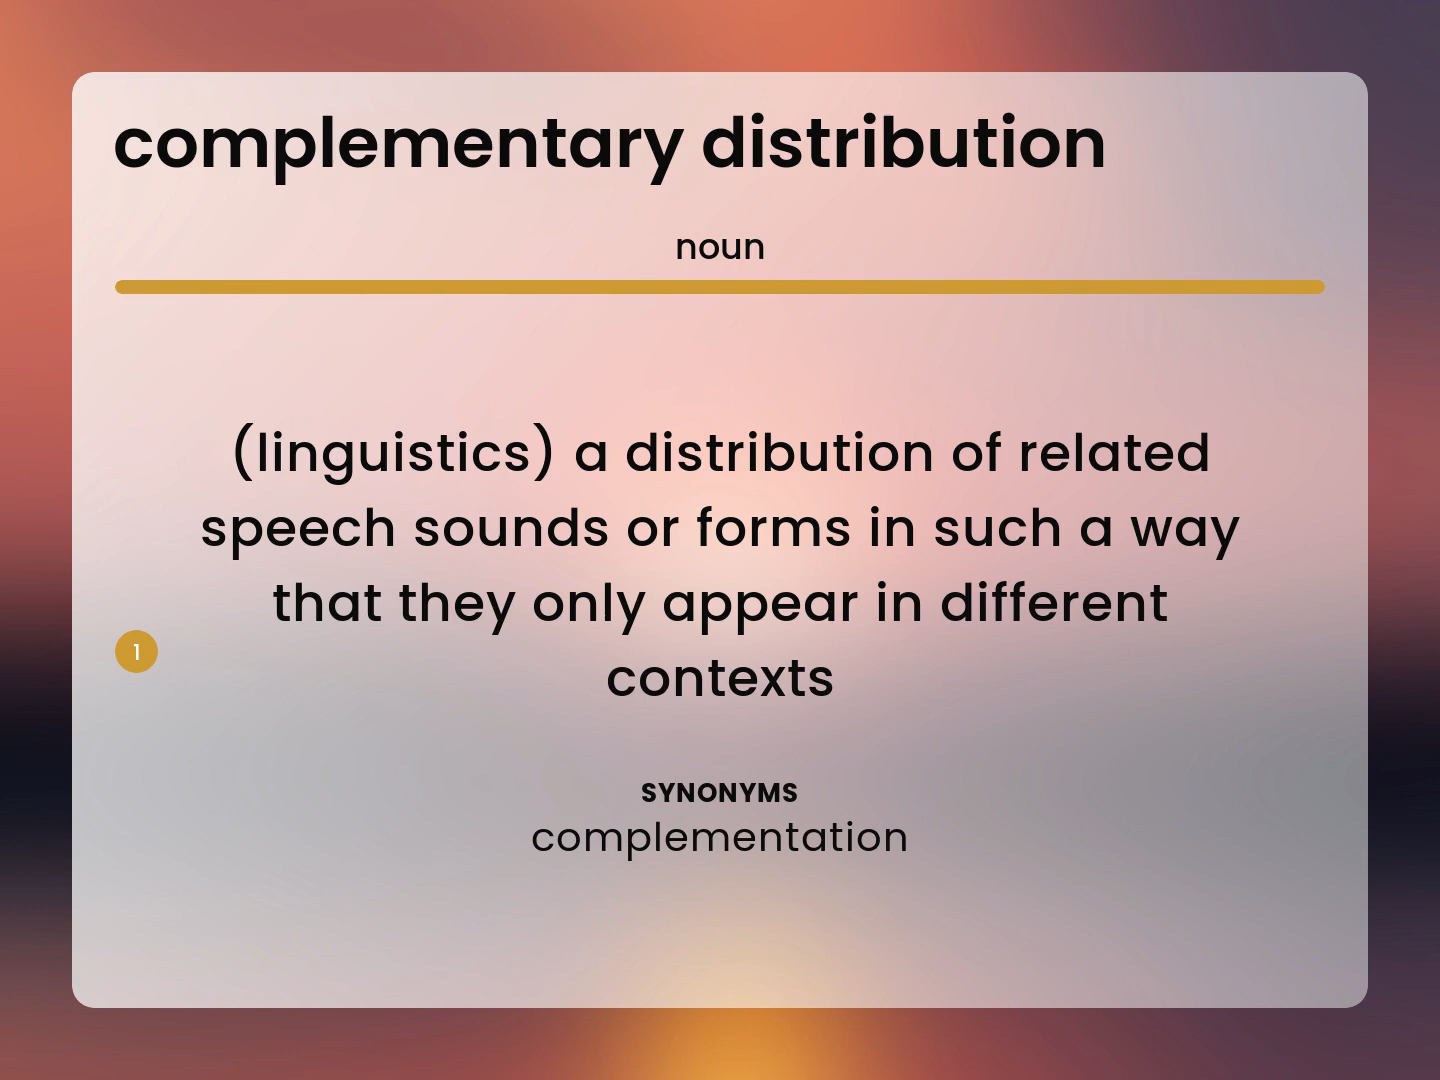 complementary distribution
noun
(linguistics) a distribution of related
speech sounds or forms in such a way
that they only appear in different
contexts
1
SYNONYMS
complementation